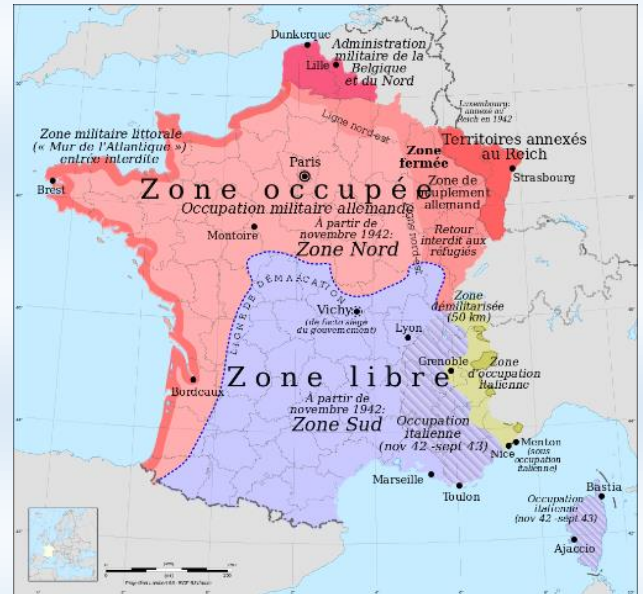 Dunkerque
Lille
Administration
militaire de la
Belgique
et du Nord
Luxembourg:
annexé au
Reich en 1942
Ligne nord-est
Zone militaire littorale
(« Mur de l'Atlantique »)
entrée interdite
Brest
Paris
Zone
fermée
Territoires annexés
au Reich
Strasbourg
Zone occupée
Occupation militaire allemande
À partir de
novembre 1942:
Zone Nord
Montoire
Zone de
peuplement
allemand
Retour
interdit aux
réfugiés
Ligne nord-est
LIGNE DE DÉMARCATION
Vichy
(de facto siège
du gouvernement)
Zone
démilitarisée
(50 km)
Lyon
Grenoble
Zone
d'occupation
italienne
Zone libre
À partir de
novembre 1942:
Zone Sud
Bordeaux
Occupation
italienne
(nov 42 -sept 43)
Nice
Menton
(sous
occupation
italienne)
Marseille
Toulon
Bastia
Occupation
italienne
(nov 42 -sept 43)
Ajaccio